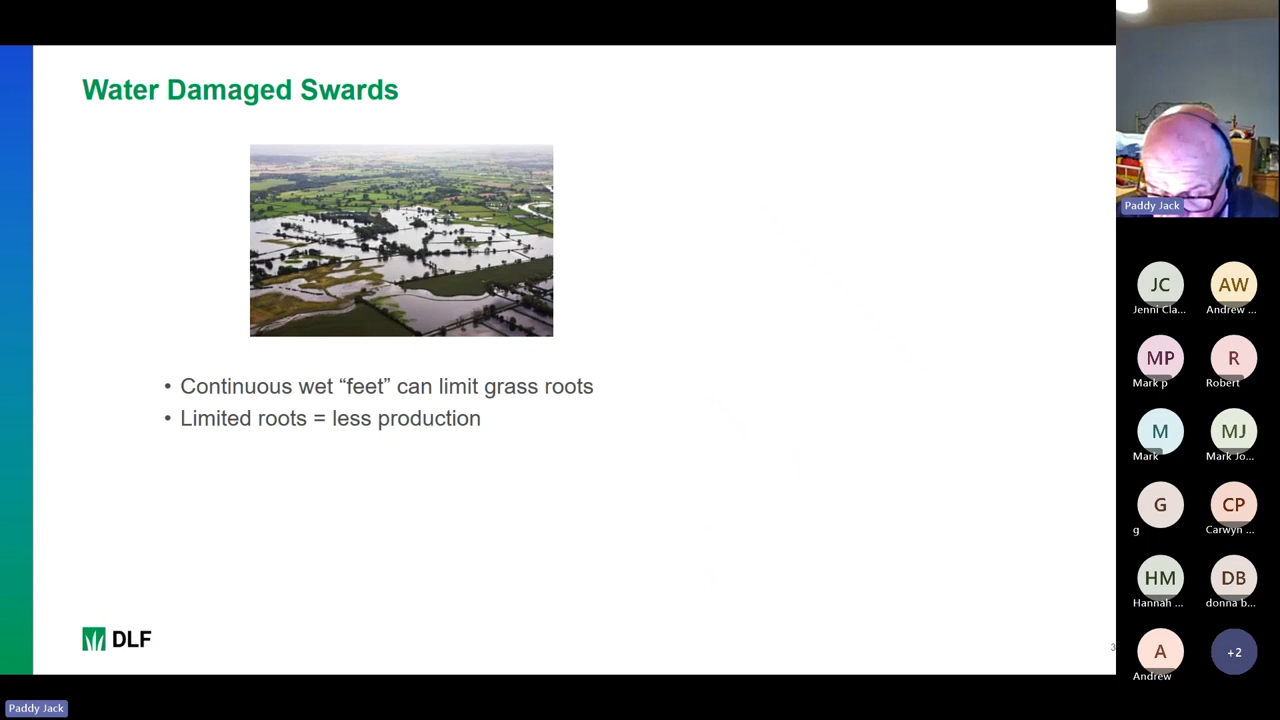 Water Damaged Swards
• Continuous wet “feet” can limit grass roots
• Limited roots = less production
DLF
3
Paddy Jack
JC
Jenni Cla...
AW
Andrew ...
MP
Mark p
R
Robert
M
Mark
MJ
Mark Jo...
G
g
CP
Carwyn ...
HM
Hannah ...
DB
donna b...
A
Andrew
+2
Paddy Jack